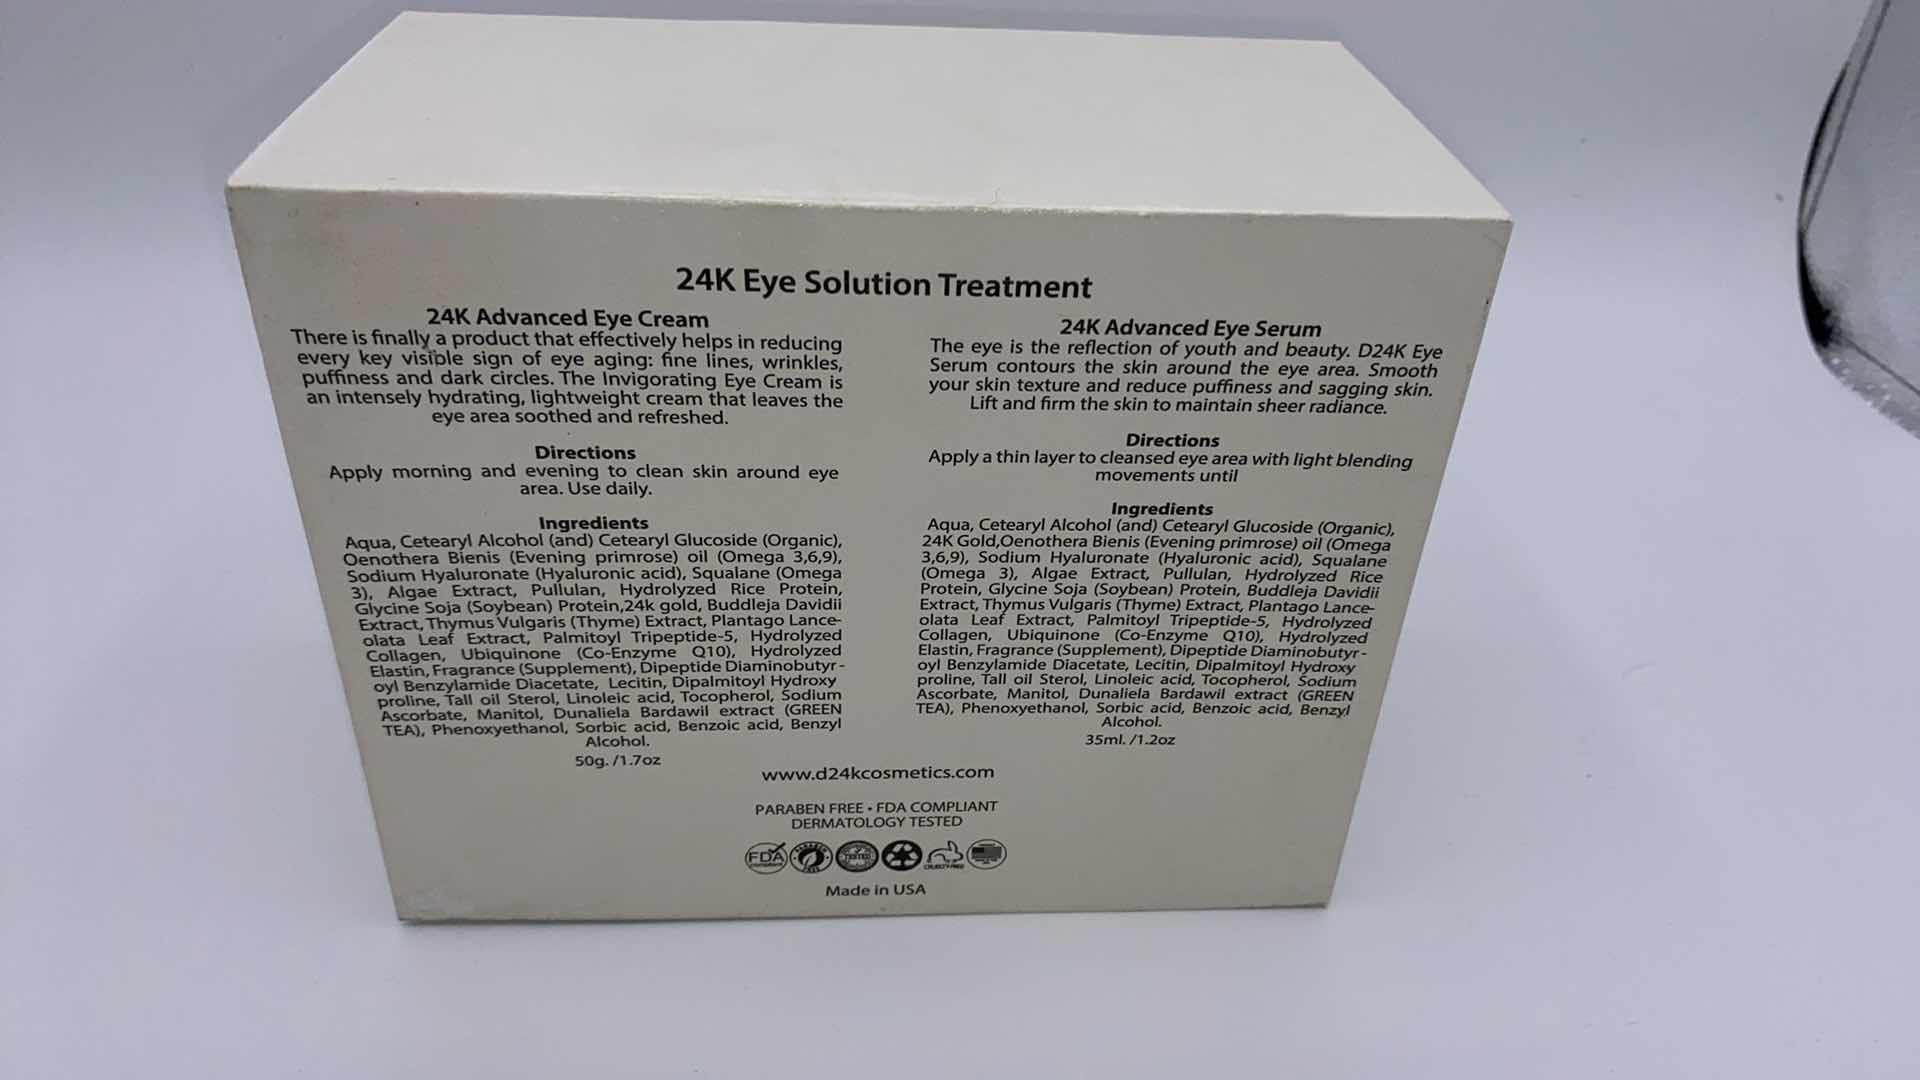 24K Eye Solution Treatment
24K Advanced Eye Cream
There is finally a product that effectively helps in reducing
every key visible sign of eye aging: fine lines, wrinkles,
puffiness and dark circles. The Invigorating Eye Cream is
an intensely hydrating, lightweight cream that leaves the
eye area soothed and refreshed.
Directions
Apply morning and evening to clean skin around eye
area. Use daily.
Ingredients
Aqua, Cetearyl Alcohol (and) Cetearyl Glucoside (Organic),
Oenothera Bienis (Evening primrose) oil (Omega 3,6,9),
Sodium Hyaluronate (Hyaluronic acid), Squalane (Omega
3), Algae Extract, Pullulan, Hydrolyzed Rice Protein,
Glycine Soja (Soybean) Protein,24k gold, Buddleja Davidii
Extract, Thymus Vulgaris (Thyme) Extract, Plantago Lance-
olata Leaf Extract, Palmitoyl Tripeptide-5, Hydrolyzed
Collagen, Ubiquinone (Co-Enzyme Q10), Hydrolyzed
Elastin, Fragrance (Supplement), Dipeptide Diaminobutyr-
oyl Benzylamide Diacetate, Lecitin, Dipalmitoyl Hydroxy
proline, Tall oil Sterol, Linoleic acid, Tocopherol, Sodium
Ascorbate, Manitol, Dunaliela Bardawil extract (GREEN
TEA), Phenoxyethanol, Sorbic acid, Benzoic acid, Benzyl
Alcohol.
50g. /1.7oz
24K Advanced Eye Serum
The eye is the reflection of youth and beauty. D24K Eye
Serum contours the skin around the eye area. Smooth
your skin texture and reduce puffiness and sagging skin.
Lift and firm the skin to maintain sheer radiance.
Directions
Apply a thin layer to cleansed eye area with light blending
movements until
Ingredients
Aqua, Cetearyl Alcohol (and) Cetearyl Glucoside (Organic),
24K Gold,Oenothera Bienis (Evening primrose) oil (Omega
3,6,9), Sodium Hyaluronate (Hyaluronic acid), Squalane
(Omega 3), Algae Extract, Pullulan, Hydrolyzed Rice
Protein, Glycine Soja (Soybean) Protein, Buddleja Davidii
Extract, Thymus Vulgaris (Thyme) Extract, Plantago Lance-
olata Leaf Extract, Palmitoyl Tripeptide-5, Hydrolyzed
Collagen, Ubiquinone (Co-Enzyme Q10), Hydrolyzed
Elastin, Fragrance (Supplement), Dipeptide Diaminobutyr-
oyl Benzylamide Diacetate, Lecitin, Dipalmitoyl Hydroxy
proline, Tall oil Sterol, Linoleic acid, Tocopherol, Sodium
Ascorbate, Manitol, Dunaliela Bardawil extract (GREEN
TEA), Phenoxyethanol, Sorbic acid, Benzoic acid, Benzyl
Alcohol.
35ml. /1.2oz
www.d24kcosmetics.com
PARABEN FREE • FDA COMPLIANT
DERMATOLOGY TESTED
FDA
PARABEN FREE
TESTED
CRUELTY-FREE
Made in USA